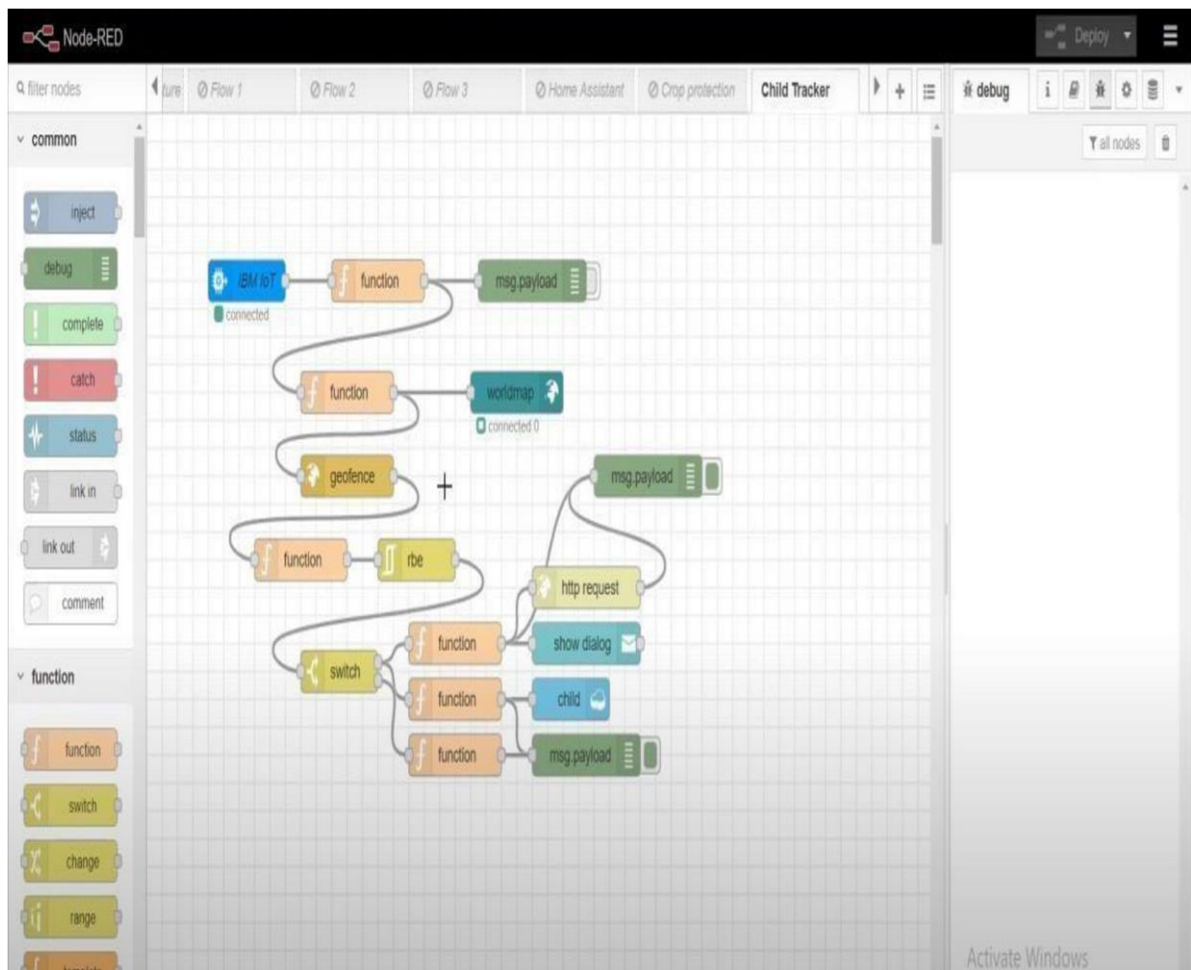 Node-RED
Deploy
filter nodes
ture
Flow 1
Flow 2
Flow 3
Home Assistant
Crop protection
Child Tracker
debug
i
all nodes
common
inject
debug
complete
catch
status
link in
link out
comment
function
function
switch
change
range
template
IBM IoT
connected
function
msg.payload
function
worldmap
connected 0
geofence
msg.payload
function
rbe
http request
function
show dialog
switch
function
child
function
msg.payload
Activate Windows